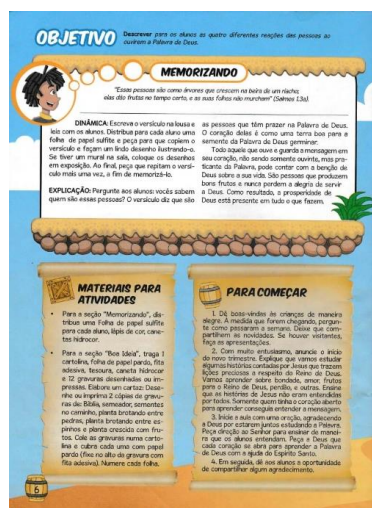 OBJETIVO
Descrever para os alunos as quatro diferentes reações das pessoas ao
ouvirem a Palavra de Deus.
MEMORIZANDO
"Essas pessoas são como árvores que crescem na beira de um riacho;
elas dão frutos no tempo certo, e as suas folhas não murcham" (Salmos 1.3a).
DINÂMICA: Escreva o versículo na lousa e
leia com os alunos. Distribua para cada aluno uma
folha de papel sulfite e peça para que copiem o
versículo e façam um lindo desenho ilustrando-o.
Se tiver um mural na sala, coloque os desenhos
em exposição. Ao final, peça que repitam o versí-
culo mais uma vez, a fim de memorizá-lo.
EXPLICAÇÃO: Pergunte aos alunos: vocês sabem
quem são essas pessoas? O versículo diz que são
as pessoas que têm prazer na Palavra de Deus.
O coração delas é como uma terra boa para a
semente da Palavra de Deus germinar.
Todo aquele que ouve e guarda a mensagem em
seu coração, não sendo somente ouvinte, mas pra-
ticante da Palavra, pode contar com a benção de
Deus sobre a sua vida. São pessoas que produzem
bons frutos e nunca perdem a alegria de servir
a Deus. Como resultado, a prosperidade de
Deus está presente em tudo o que fazem.
MATERIAIS PARA
ATIVIDADES
• Para a seção "Memorizando", dis-
tribua uma folha de papel sulfite
para cada aluno, lápis de cor, cane-
tas hidrocor.
• Para a seção "Boa Ideia", traga 1
cartolina, folha de papel pardo, fita
adesiva, tesoura, caneta hidrocor
e 12 gravuras desenhadas ou im-
pressas. Elabore um cartaz: Dese-
nhe ou imprima 2 cópias de gravu-
ras de: Bíblia, semeador, sementes
no caminho, planta brotando entre
pedras, planta brotando entre es-
pinhos e planta crescida com fru-
tos. Cole as gravuras numa carto-
lina e cubra cada uma com papel
pardo (fixe no alto da gravura com
fita adesiva). Numere cada folha.
PARA COMEÇAR
1. Dê boas-vindas às crianças de maneira
alegre. À medida que forem chegando, pergun-
te como passaram a semana. Deixe que com-
partilhem as novidades. Se houver visitantes,
faça as apresentações.
2. Com muito entusiasmo, anuncie o início
do novo trimestre. Explique que vamos estudar
algumas histórias contadas por Jesus que trazem
lições preciosas a respeito do Reino de Deus.
Vamos aprender sobre bondade, amor, frutos
para o Reino de Deus, perdão, e outras. Ensine
que as histórias de Jesus não eram entendidas
por todos. Somente quem tinha o coração aberto
para aprender conseguia entender a mensagem.
3. Inicie a aula com uma oração, agradecendo
a Deus por estarem juntos estudando a Palavra.
Peça direção ao Senhor para ensinar de manei-
ra que os alunos entendam. Peça a Deus que
cada coração se abra para aprender a Palavra
de Deus com a ajuda do Espírito Santo.
4. Em seguida, dê aos alunos a oportunidade
de compartilhar algum agradecimento.
6